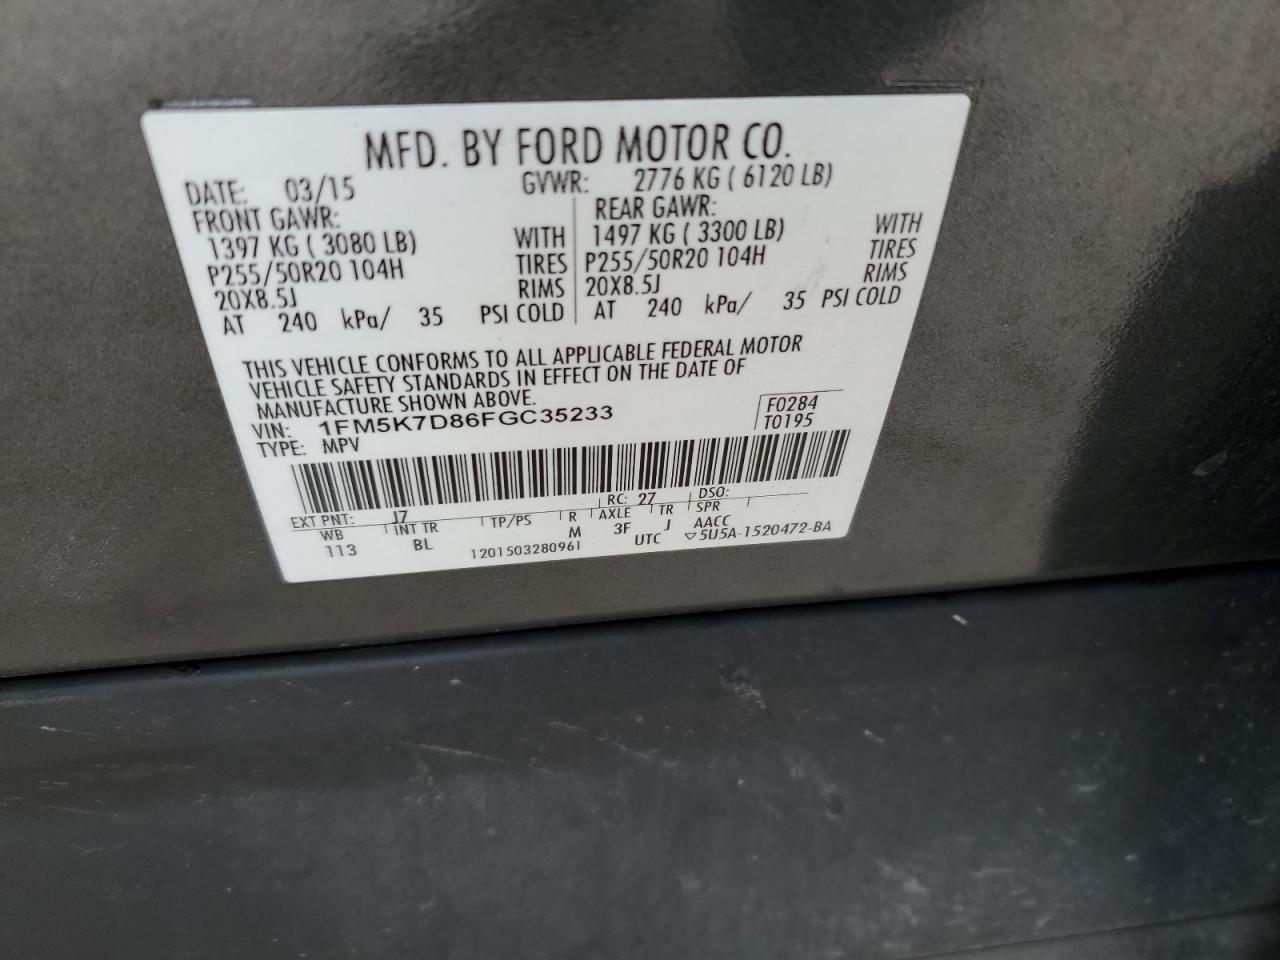 MFD. BY FORD MOTOR CO.
DATE: 03/15 GVWR: 2776 KG ( 6120 LB)
FRONT GAWR: REAR GAWR:
1397 KG ( 3080 LB) WITH 1497 KG ( 3300 LB) WITH
P255/50R20 104H TIRES P255/50R20 104H TIRES
20X8.5J RIMS 20X8.5J RIMS
AT 240 kPa/ 35 PSI COLD AT 240 kPa/ 35 PSI COLD
THIS VEHICLE CONFORMS TO ALL APPLICABLE FEDERAL MOTOR
VEHICLE SAFETY STANDARDS IN EFFECT ON THE DATE OF
MANUFACTURE SHOWN ABOVE.
VIN: 1FM5K7D86FGC35233 F0284
TYPE: MPV T0195
EXT PNT: J7 RC: 27 DSO:
WB INT TR TP/PS R AXLE TR SPR
113 BL M 3F J AACC
1201503280961 UTC ▽5U5A-1520472-BA